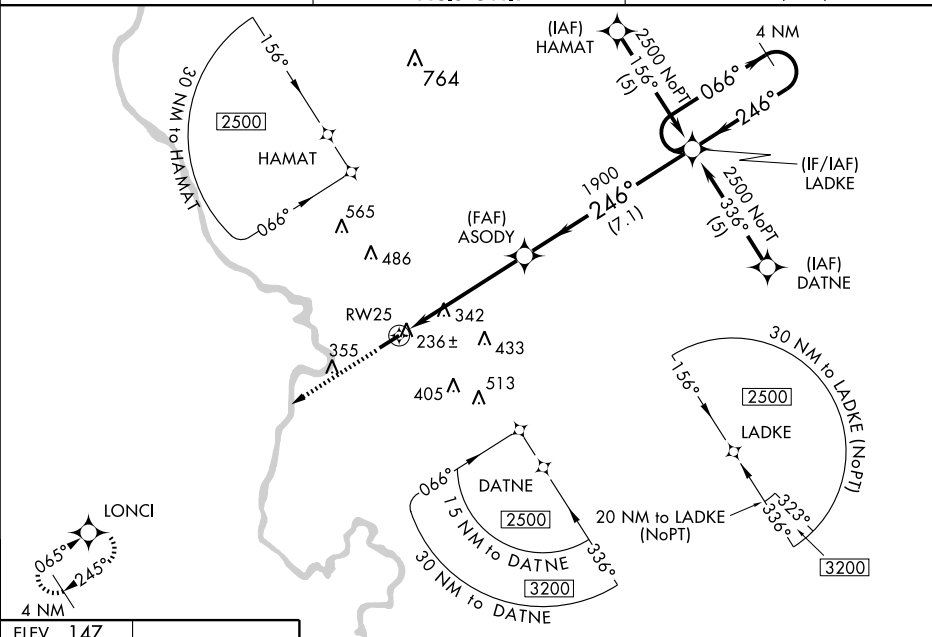 (IAF)
HAMAT
2500 NoPT
156°
(5)
4 NM
066°
246°
(IF/IAF)
LADKE
2500 NoPT
336°
(5)
(IAF)
DATNE
1900
246°
(7.1)
(FAF)
ASODY
764
156°
30 NM to HAMAT
2500
HAMAT
066°
565
486
RW25
342
236±
433
355
405
513
30 NM to LADKE (NoPT)
156°
2500
LADKE
20 NM to LADKE
(NoPT)
323°
336°
3200
066°
DATNE
2500
15 NM to DATNE
336°
3200
30 NM to DATNE
LONCI
065°
245°
4 NM
ELEV 147